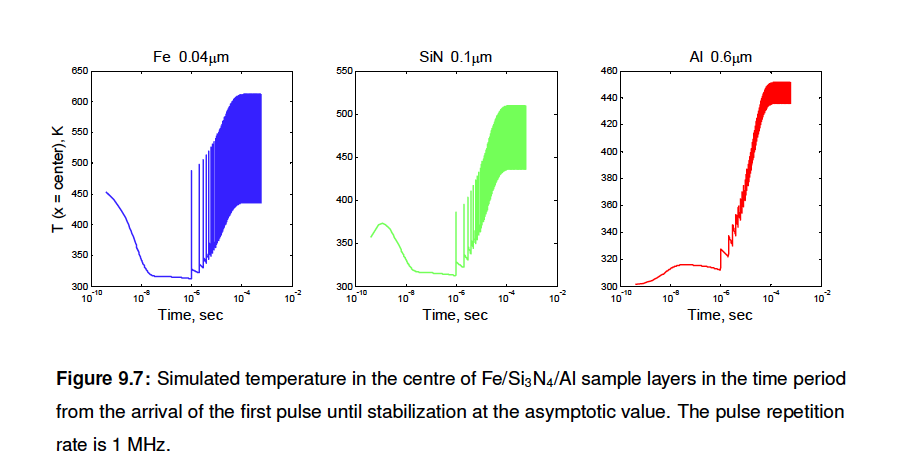 Fe 0.04μm SiN 0.1μm Al 0.6μm
T (x = center), K
650
600
550
500
450
400
350
300
10^-10 10^-8 10^-6 10^-4 10^-2
Time, sec
550
500
450
400
350
300
10^-10 10^-8 10^-6 10^-4 10^-2
Time, sec
460
440
420
400
380
360
340
320
300
10^-10 10^-8 10^-6 10^-4 10^-2
Time, sec
Figure 9.7: Simulated temperature in the centre of Fe/Si₃N₄/Al sample layers in the time period
from the arrival of the first pulse until stabilization at the asymptotic value. The pulse repetition
rate is 1 MHz.